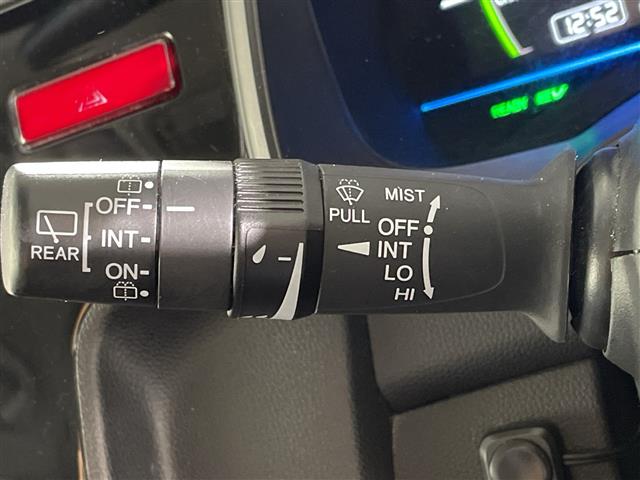 12:52
READY
OFF
INT
REAR
ON
MIST
PULL
OFF
INT
LO
HI